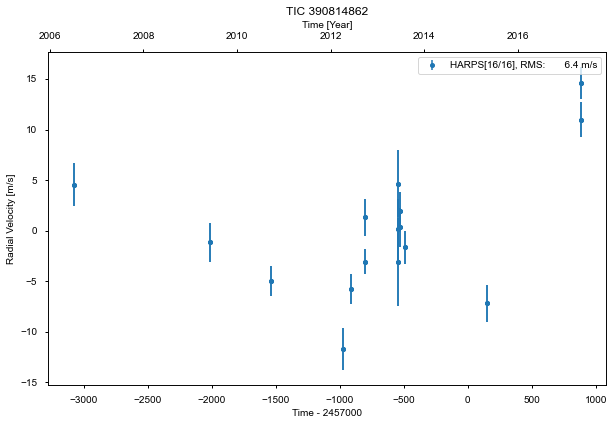 TIC 390814862
Time [Year]
2006 2008 2010 2012 2014 2016
HARPS[16/16], RMS: 6.4 m/s
Radial Velocity [m/s]
15
10
5
0
−5
−10
−15
−3000 −2500 −2000 −1500 −1000 −500 0 500 1000
Time - 2457000